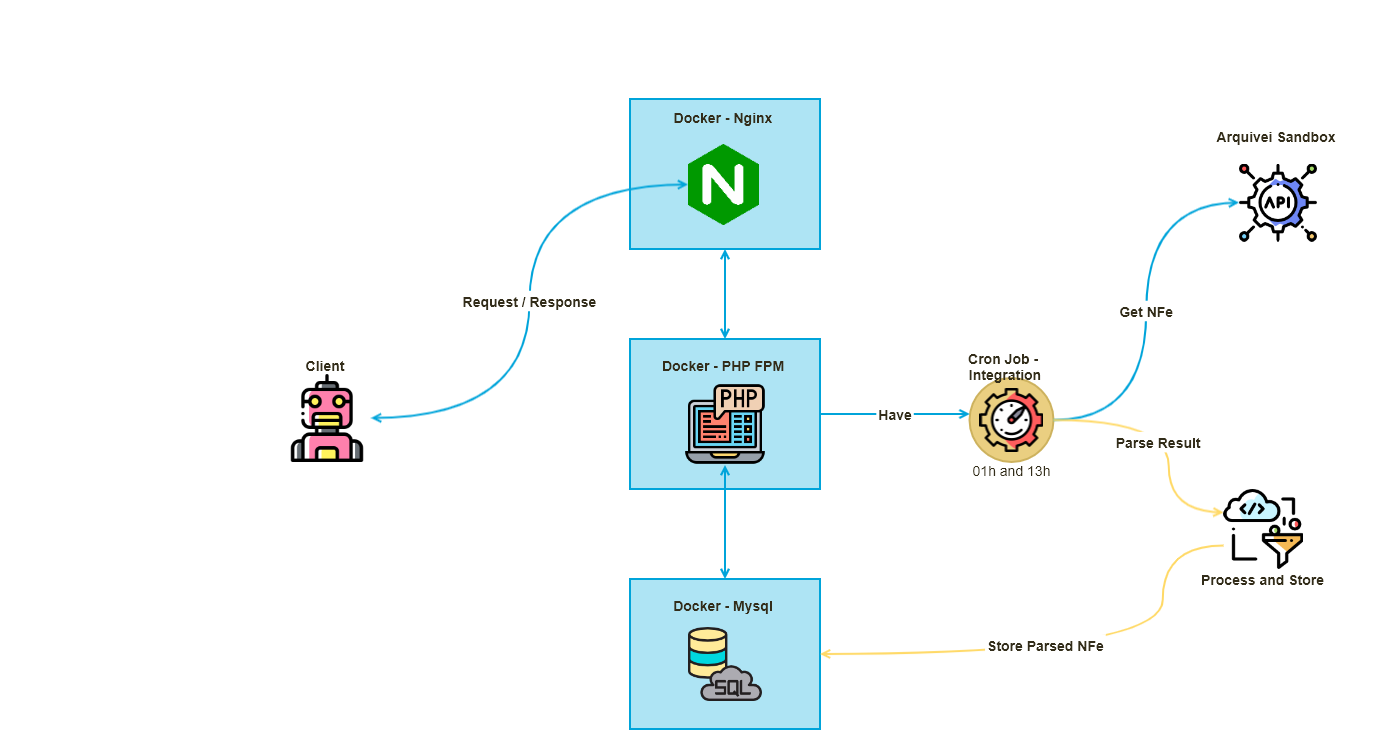 Docker - Nginx
N
Arquivei Sandbox
API
Request / Response
Get NFe
Client
Docker - PHP FPM
PHP
Cron Job -
Integration
Have
01h and 13h
Parse Result
</>
Process and Store
Docker - Mysql
SQL
Store Parsed NFe